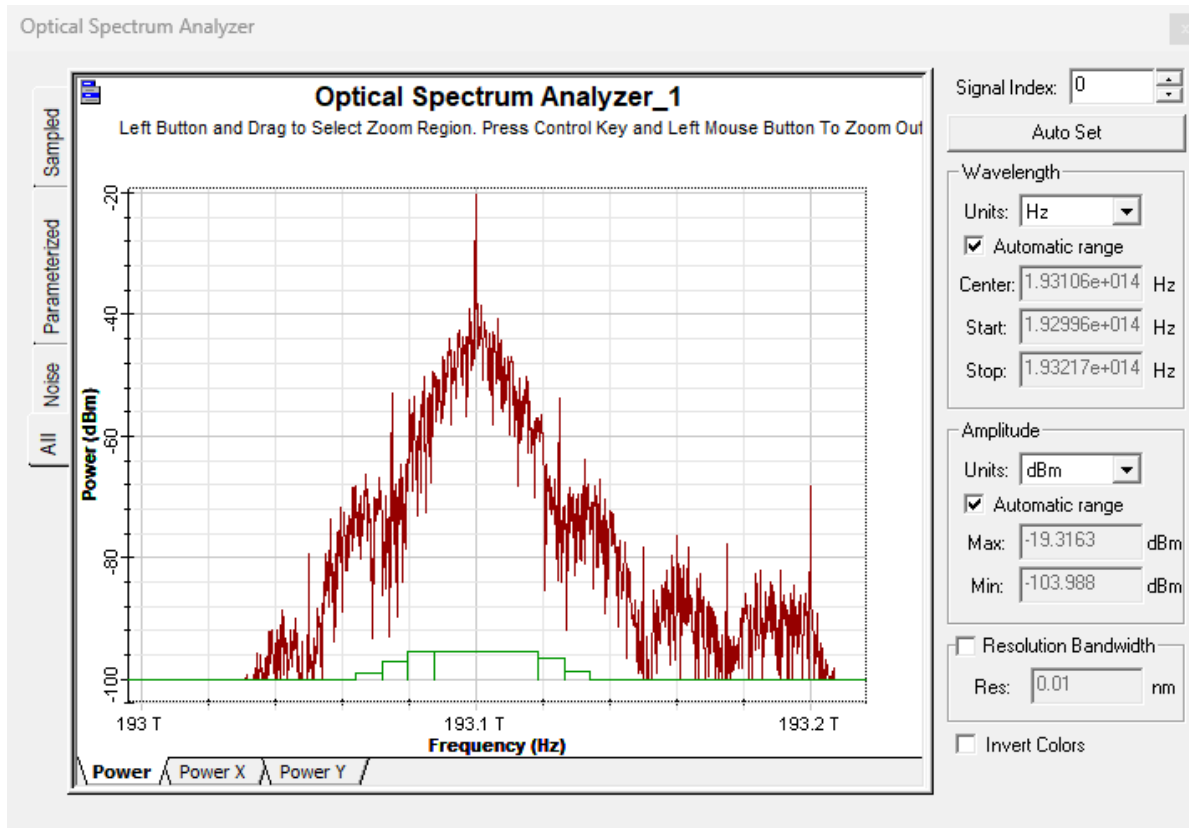 Optical Spectrum Analyzer
x
Sampled
Parameterized
Noise
All
Optical Spectrum Analyzer_1
Left Button and Drag to Select Zoom Region. Press Control Key and Left Mouse Button To Zoom Out
Power (dBm)
-20
-40
-60
-80
-100
193 T
193.1 T
193.2 T
Frequency (Hz)
Power
Power X
Power Y
Signal Index: 0
Auto Set
Wavelength
Units: Hz
Automatic range
Center: 1.93106e+014 Hz
Start: 1.92996e+014 Hz
Stop: 1.93217e+014 Hz
Amplitude
Units: dBm
Automatic range
Max: -19.3163 dBm
Min: -103.988 dBm
Resolution Bandwidth
Res: 0.01 nm
Invert Colors